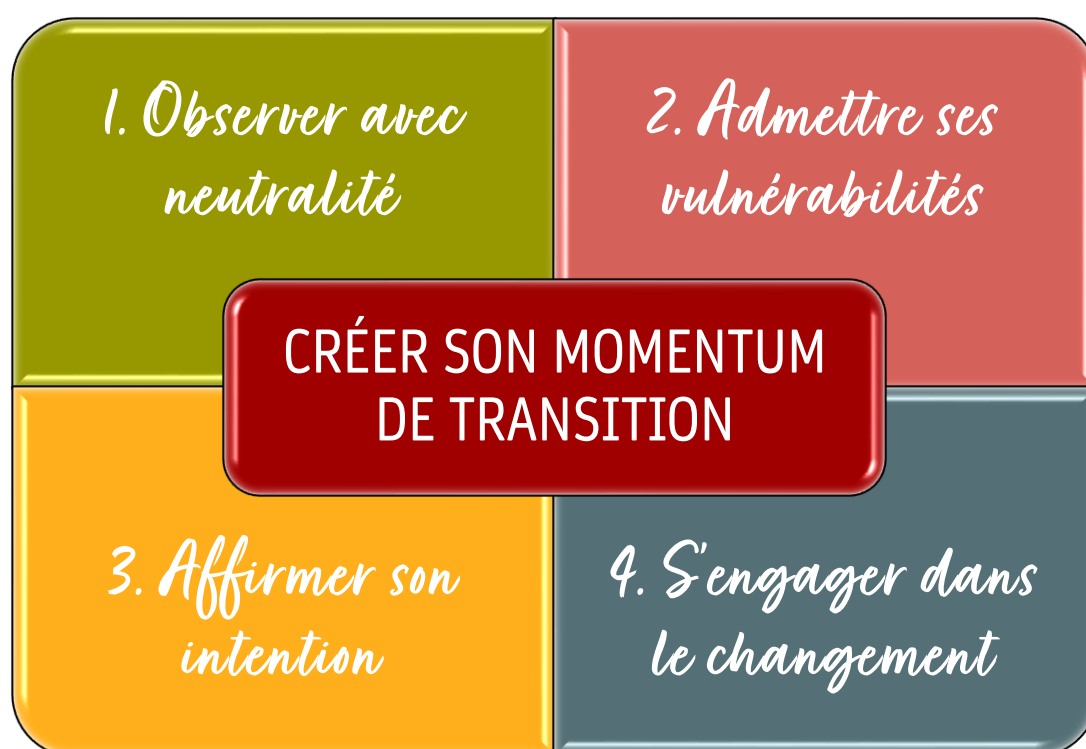 1. Observer avec
neutralité
2. Admettre ses
vulnérabilités
CRÉER SON MOMENTUM
DE TRANSITION
3. Affirmer son
intention
4. S'engager dans
le changement